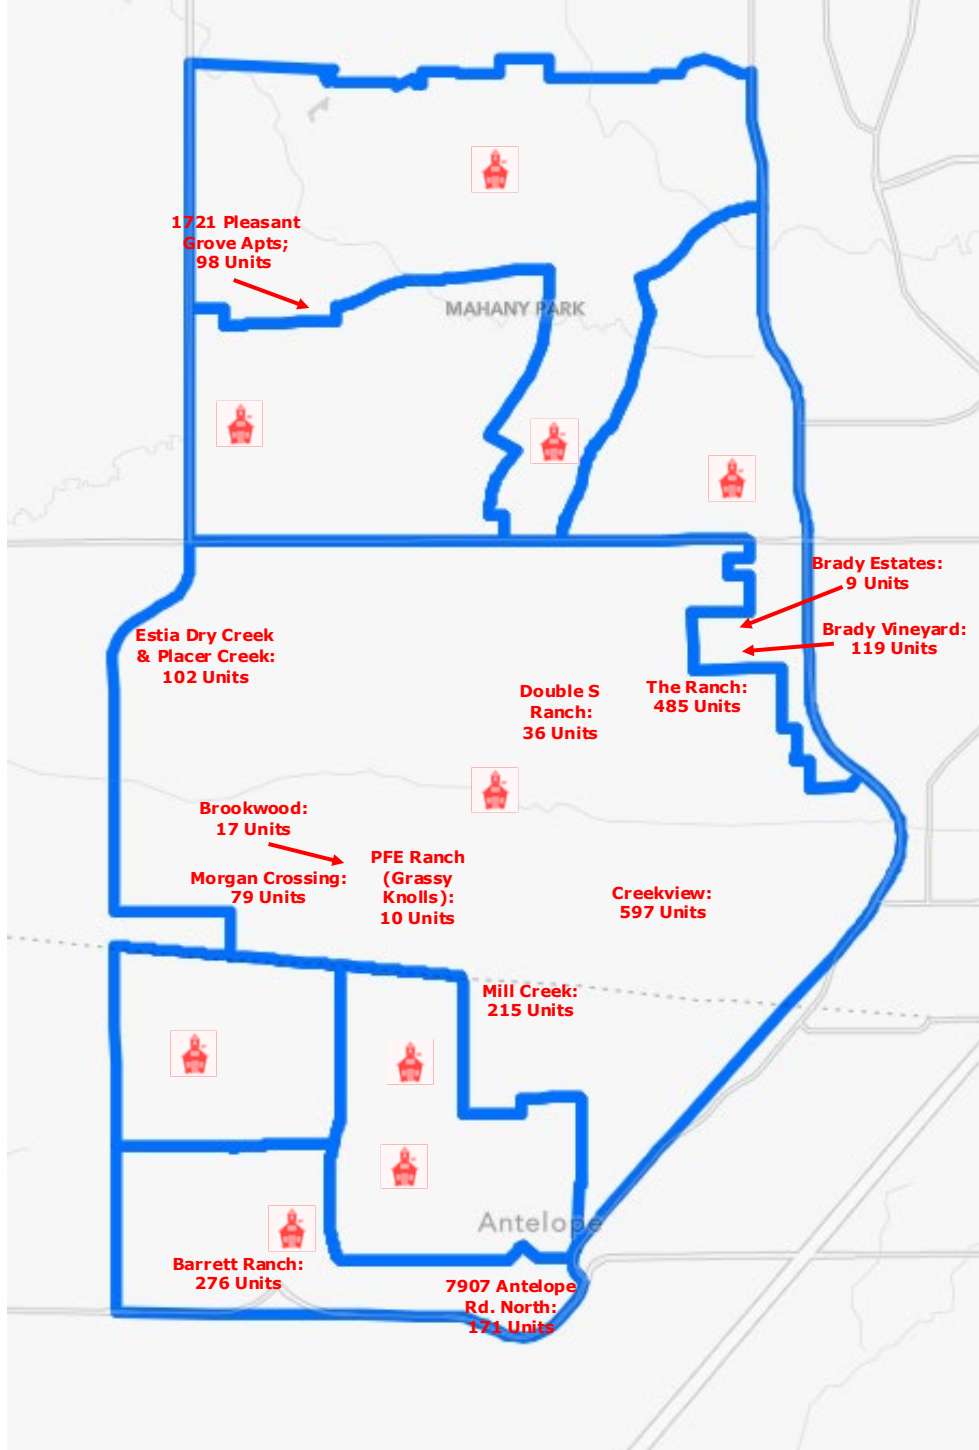 1721 Pleasant
Grove Apts;
98 Units
MAHANY PARK
Brady Estates:
9 Units
Brady Vineyard:
119 Units
Estia Dry Creek
& Placer Creek:
102 Units
Double S
Ranch:
36 Units
The Ranch:
485 Units
Brookwood:
17 Units
Morgan Crossing:
79 Units
PFE Ranch
(Grassy
Knolls):
10 Units
Creekview:
597 Units
Mill Creek:
215 Units
Antelope
Barrett Ranch:
276 Units
7907 Antelope
Rd. North:
171 Units